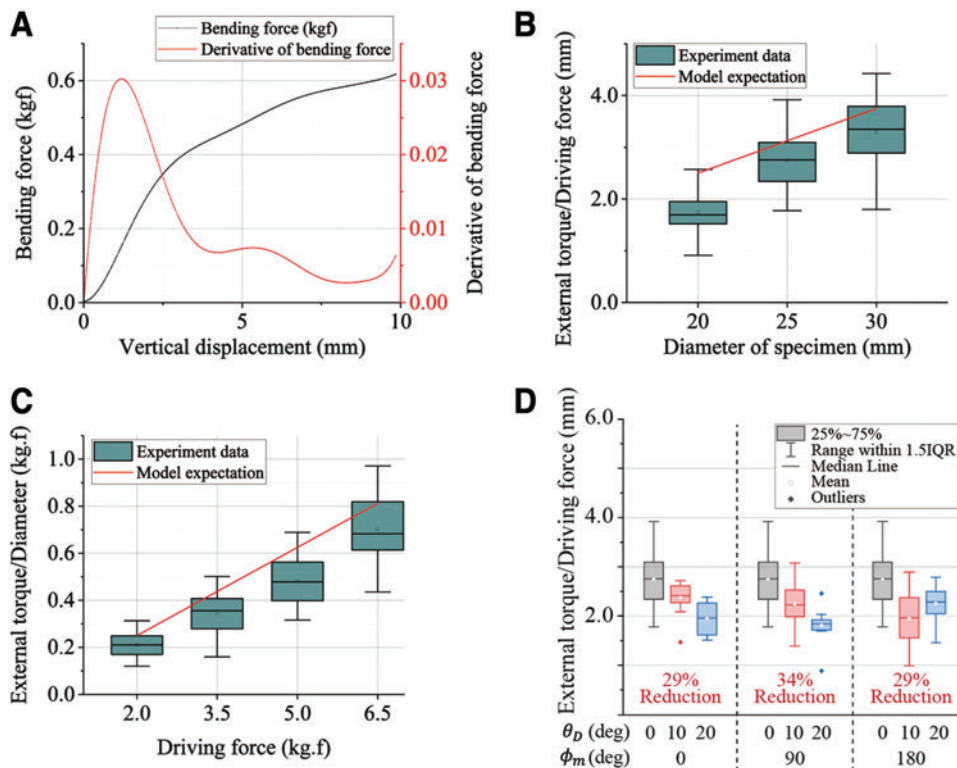 A
Bending force (kgf)
Derivative of bending force
Bending force (kgf)
0.6
0.4
0.2
0.0
0.03
0.02
0.01
0.00
Derivative of bending force
0
5
10
Vertical displacement (mm)
B
Experiment data
Model expectation
External torque/Driving force (mm)
4.0
2.0
0.0
20
25
30
Diameter of specimen (mm)
C
Experiment data
Model expectation
External torque/Diameter (kg.f)
1.0
0.8
0.6
0.4
0.2
0.0
2.0
3.5
5.0
6.5
Driving force (kg.f)
D
25%~75%
Range within 1.5IQR
Median Line
Mean
Outliers
External torque/Driving force (mm)
6.0
4.0
2.0
29%
Reduction
34%
Reduction
29%
Reduction
θD (deg) 0 10 20 0 10 20 0 10 20
ϕm (deg) 0 90 180